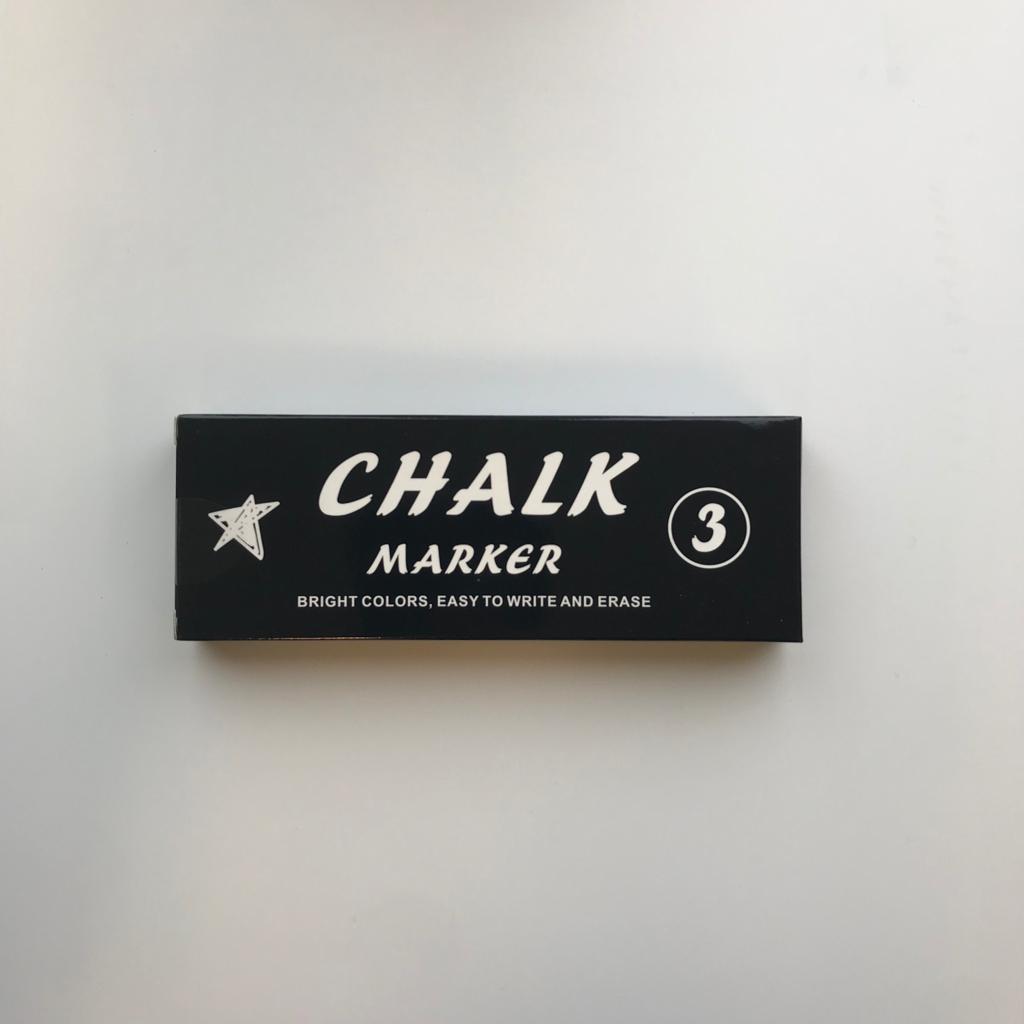 CHALK
MARKER
3
BRIGHT COLORS, EASY TO WRITE AND ERASE